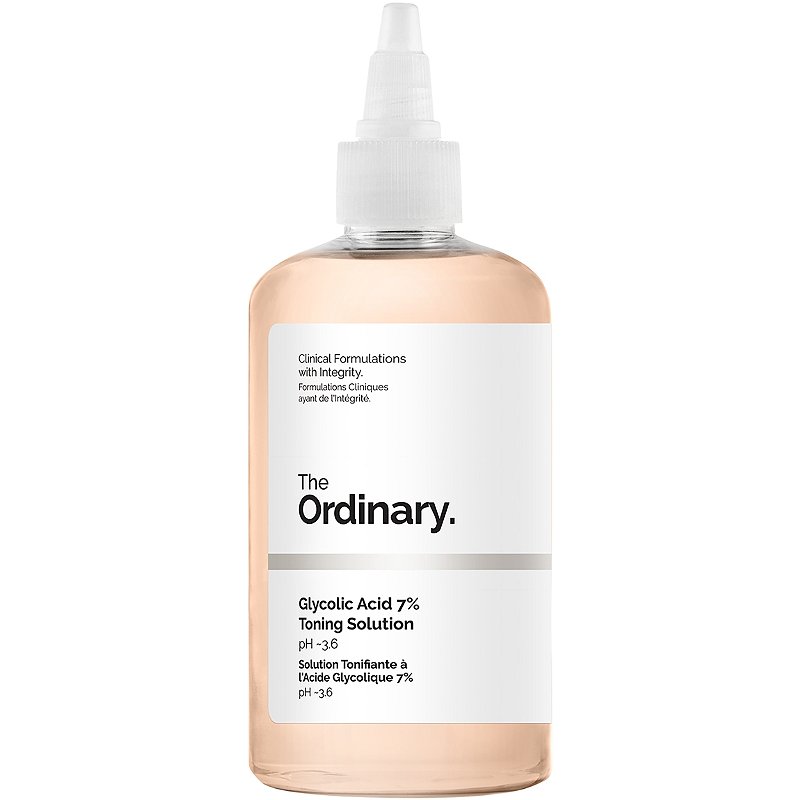 Clinical Formulations
with Integrity.
Formulations Cliniques
ayant de l'Intégrité.
The
Ordinary.
Glycolic Acid 7%
Toning Solution
pH ~3.6
Solution Tonifiante à
l'Acide Glycolique 7%
pH ~3.6